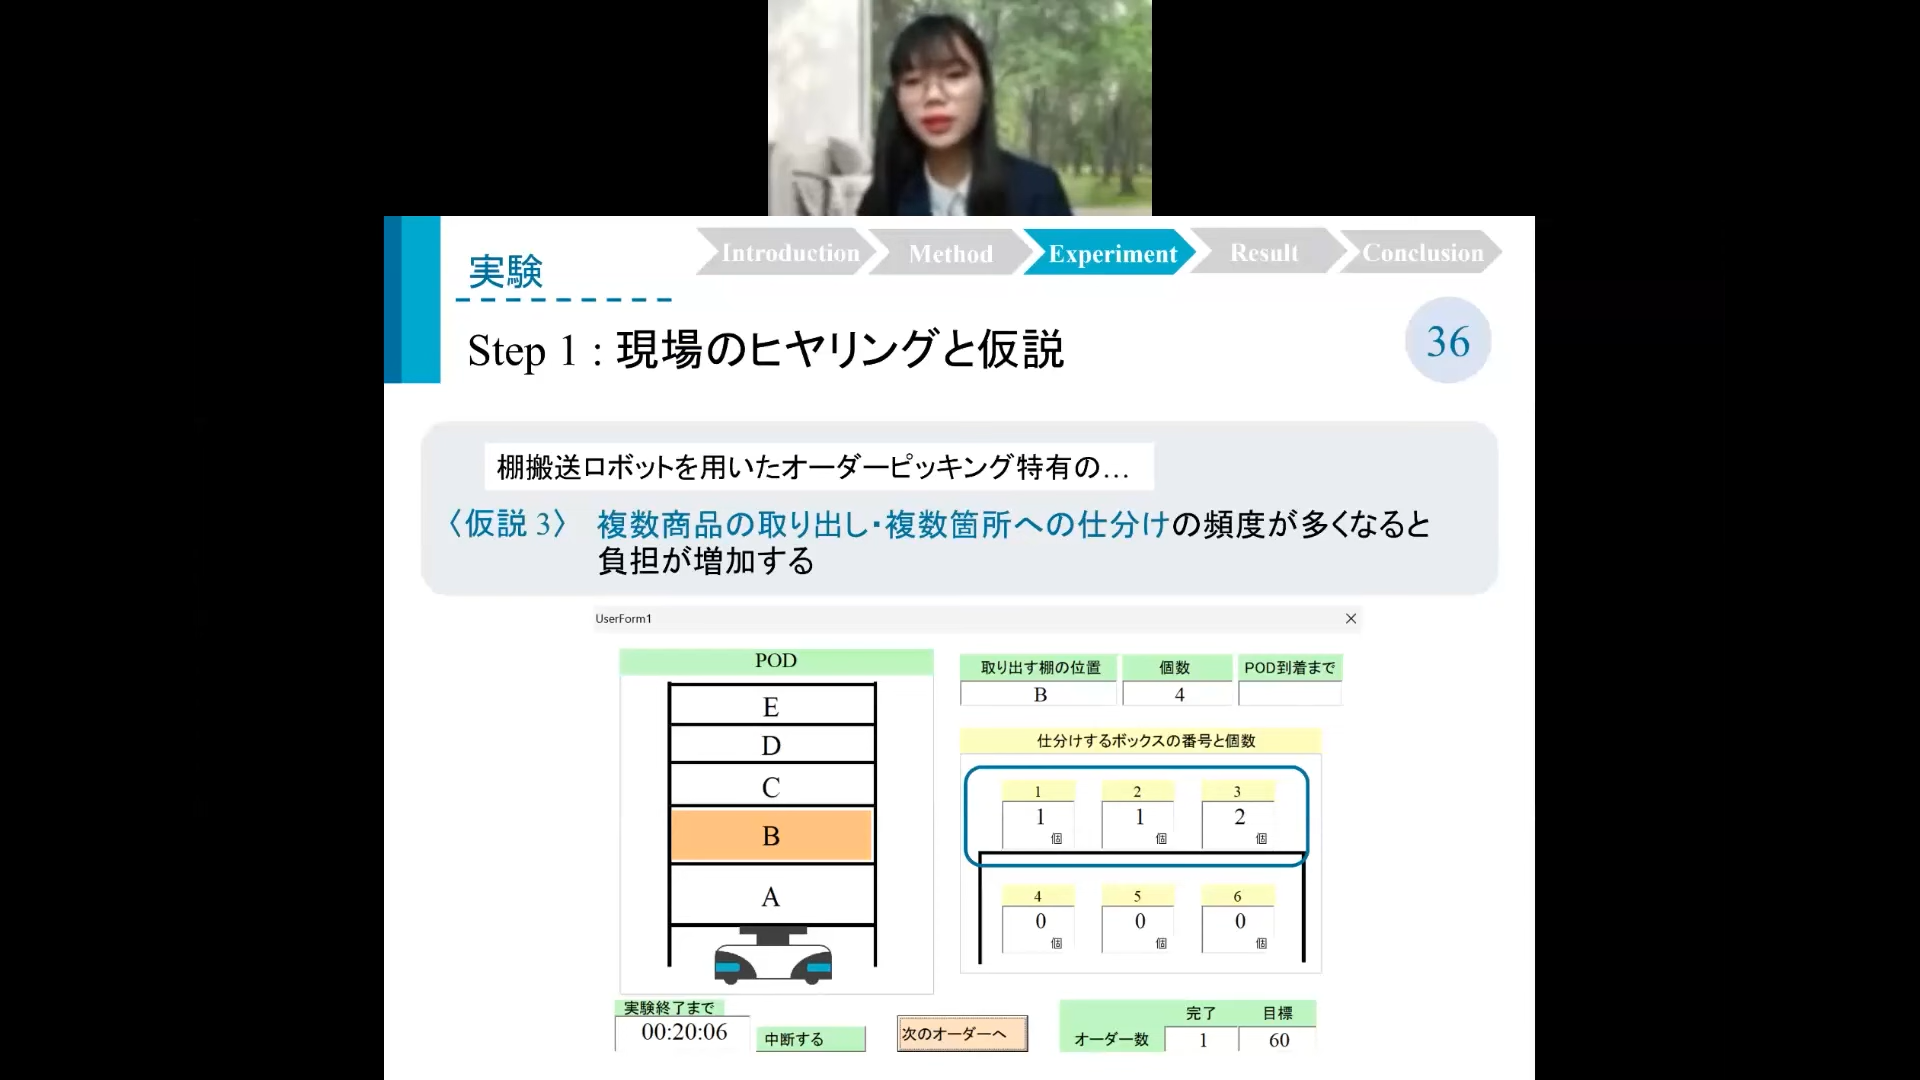 Introduction
Method
Experiment
Result
Conclusion
実験
Step 1 : 現場のヒヤリングと仮説
36
棚搬送ロボットを用いたオーダーピッキング特有の…
〈仮説 3〉 複数商品の取り出し・複数箇所への仕分けの頻度が多くなると
負担が増加する
UserForm1
POD
E
D
C
B
A
取り出す棚の位置 個数 POD到着まで
B 4
仕分けするボックスの番号と個数
1 2 3
1 1 2
個 個 個
4 5 6
0 0 0
個 個 個
実験終了まで
00:20:06
中断する
次のオーダーへ
完了 目標
オーダー数 1 60